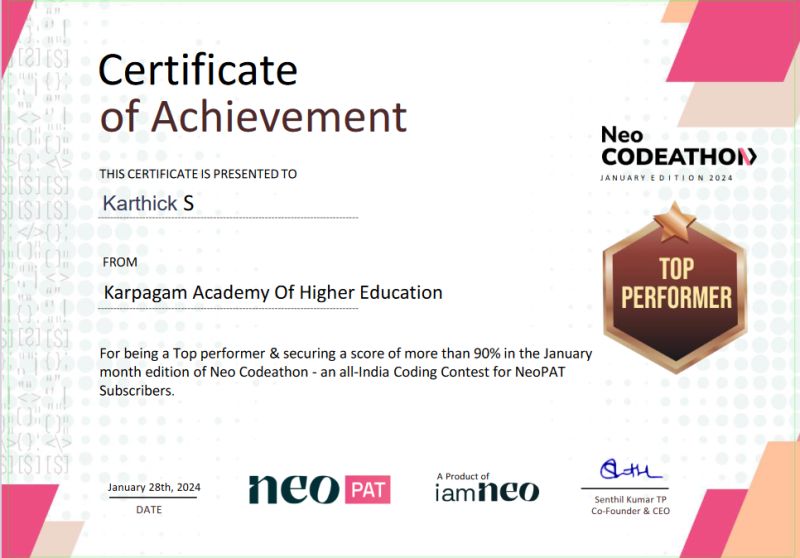 Certificate
of Achievement
Neo
CODEATHON
JANUARY EDITION 2024
THIS CERTIFICATE IS PRESENTED TO
Karthick S
TOP
PERFORMER
FROM
Karpagam Academy Of Higher Education
For being a Top performer & securing a score of more than 90% in the January
month edition of Neo Codeathon - an all-India Coding Contest for NeoPAT
Subscribers.
January 28th, 2024
DATE
neo PAT
A Product of
iamneo
Senthil Kumar TP
Co-Founder & CEO